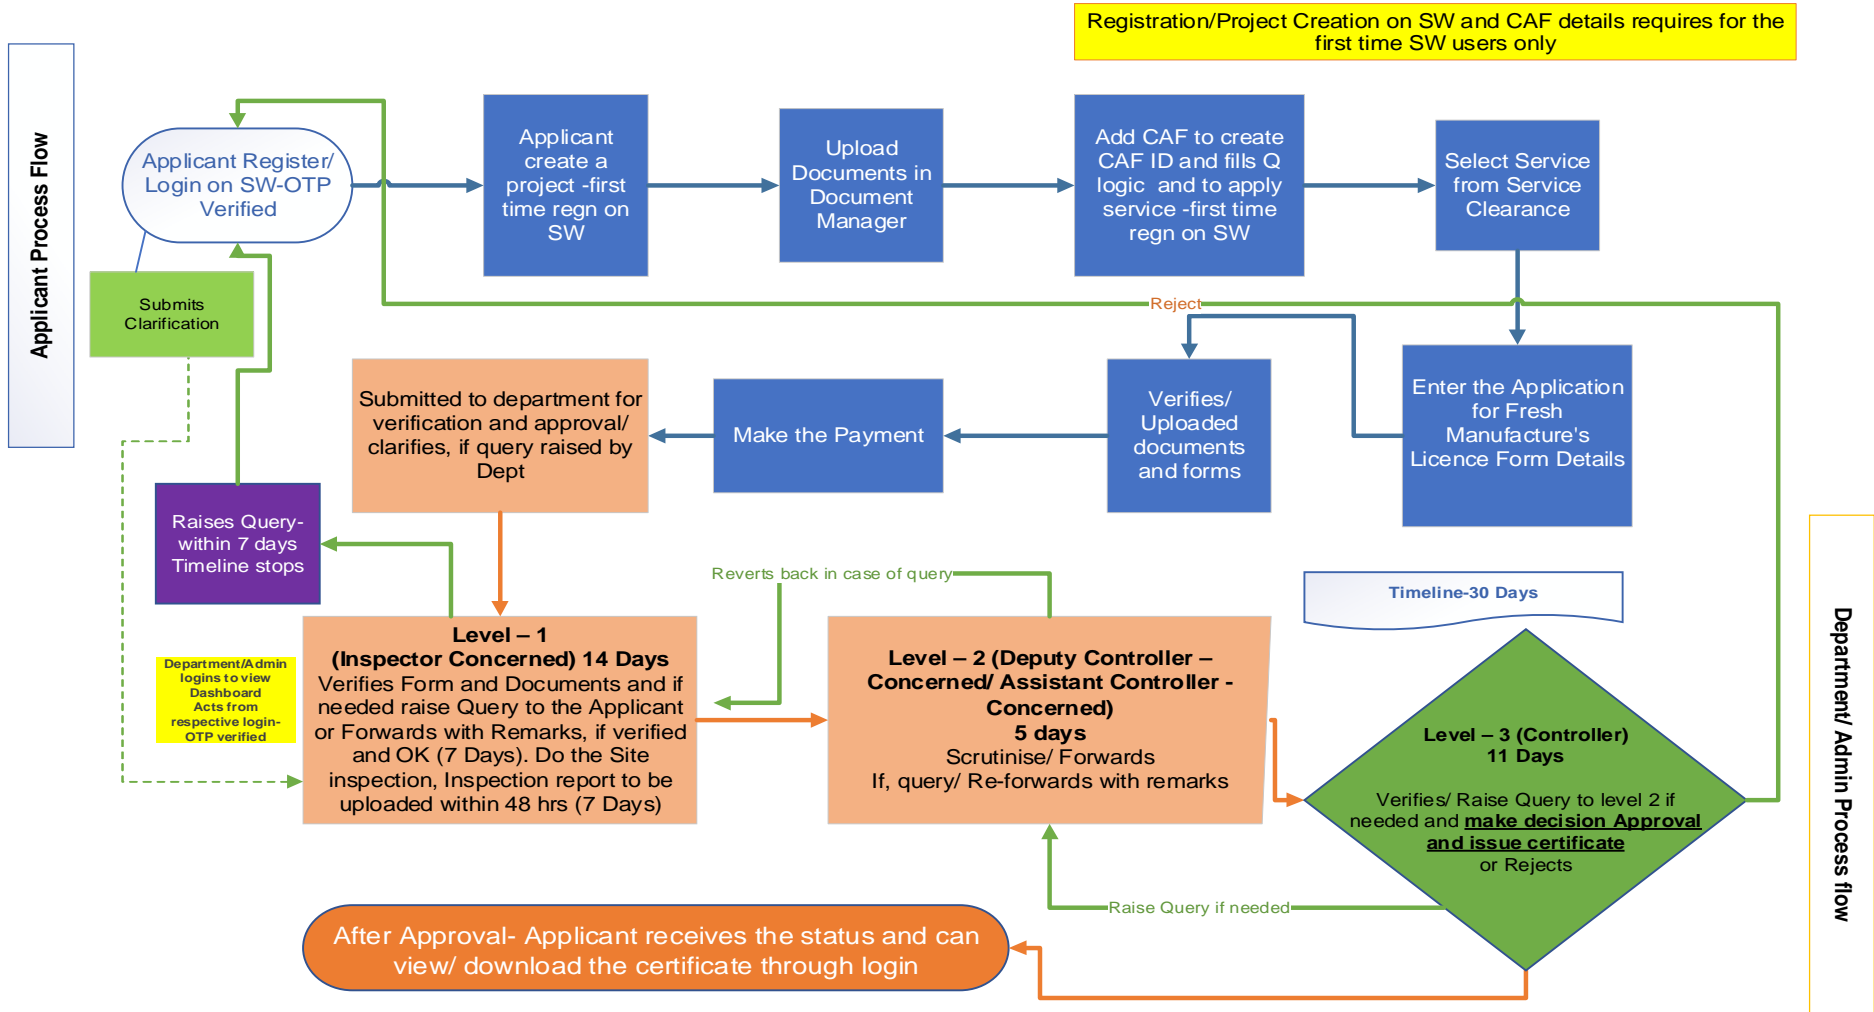 Registration/Project Creation on SW and CAF details requires for the
first time SW users only
Applicant Process Flow
Applicant Register/
Login on SW-OTP
Verified
Applicant
create a
project -first
time regn on
SW
Upload
Documents in
Document
Manager
Add CAF to create
CAF ID and fills Q
logic and to apply
service -first time
regn on SW
Select Service
from Service
Clearance
Submits
Clarification
Reject
Submitted to department for
verification and approval/
clarifies, if query raised by
Dept
Make the Payment
Verifies/
Uploaded
documents
and forms
Enter the Application
for Fresh
Manufacture's
Licence Form Details
Raises Query-
within 7 days
Timeline stops
Reverts back in case of query
Timeline-30 Days
Department/Admin
logins to view
Dashboard
Acts from
respective login-
OTP verified
Level – 1
(Inspector Concerned) 14 Days
Verifies Form and Documents and if
needed raise Query to the Applicant
or Forwards with Remarks, if verified
and OK (7 Days). Do the Site
inspection, Inspection report to be
uploaded within 48 hrs (7 Days)
Level – 2 (Deputy Controller –
Concerned/ Assistant Controller -
Concerned)
5 days
Scrutinise/ Forwards
If, query/ Re-forwards with remarks
Level – 3 (Controller)
11 Days
Verifies/ Raise Query to level 2 if
needed and make decision Approval
and issue certificate
or Rejects
Department/ Admin Process flow
Raise Query if needed
After Approval- Applicant receives the status and can
view/ download the certificate through login